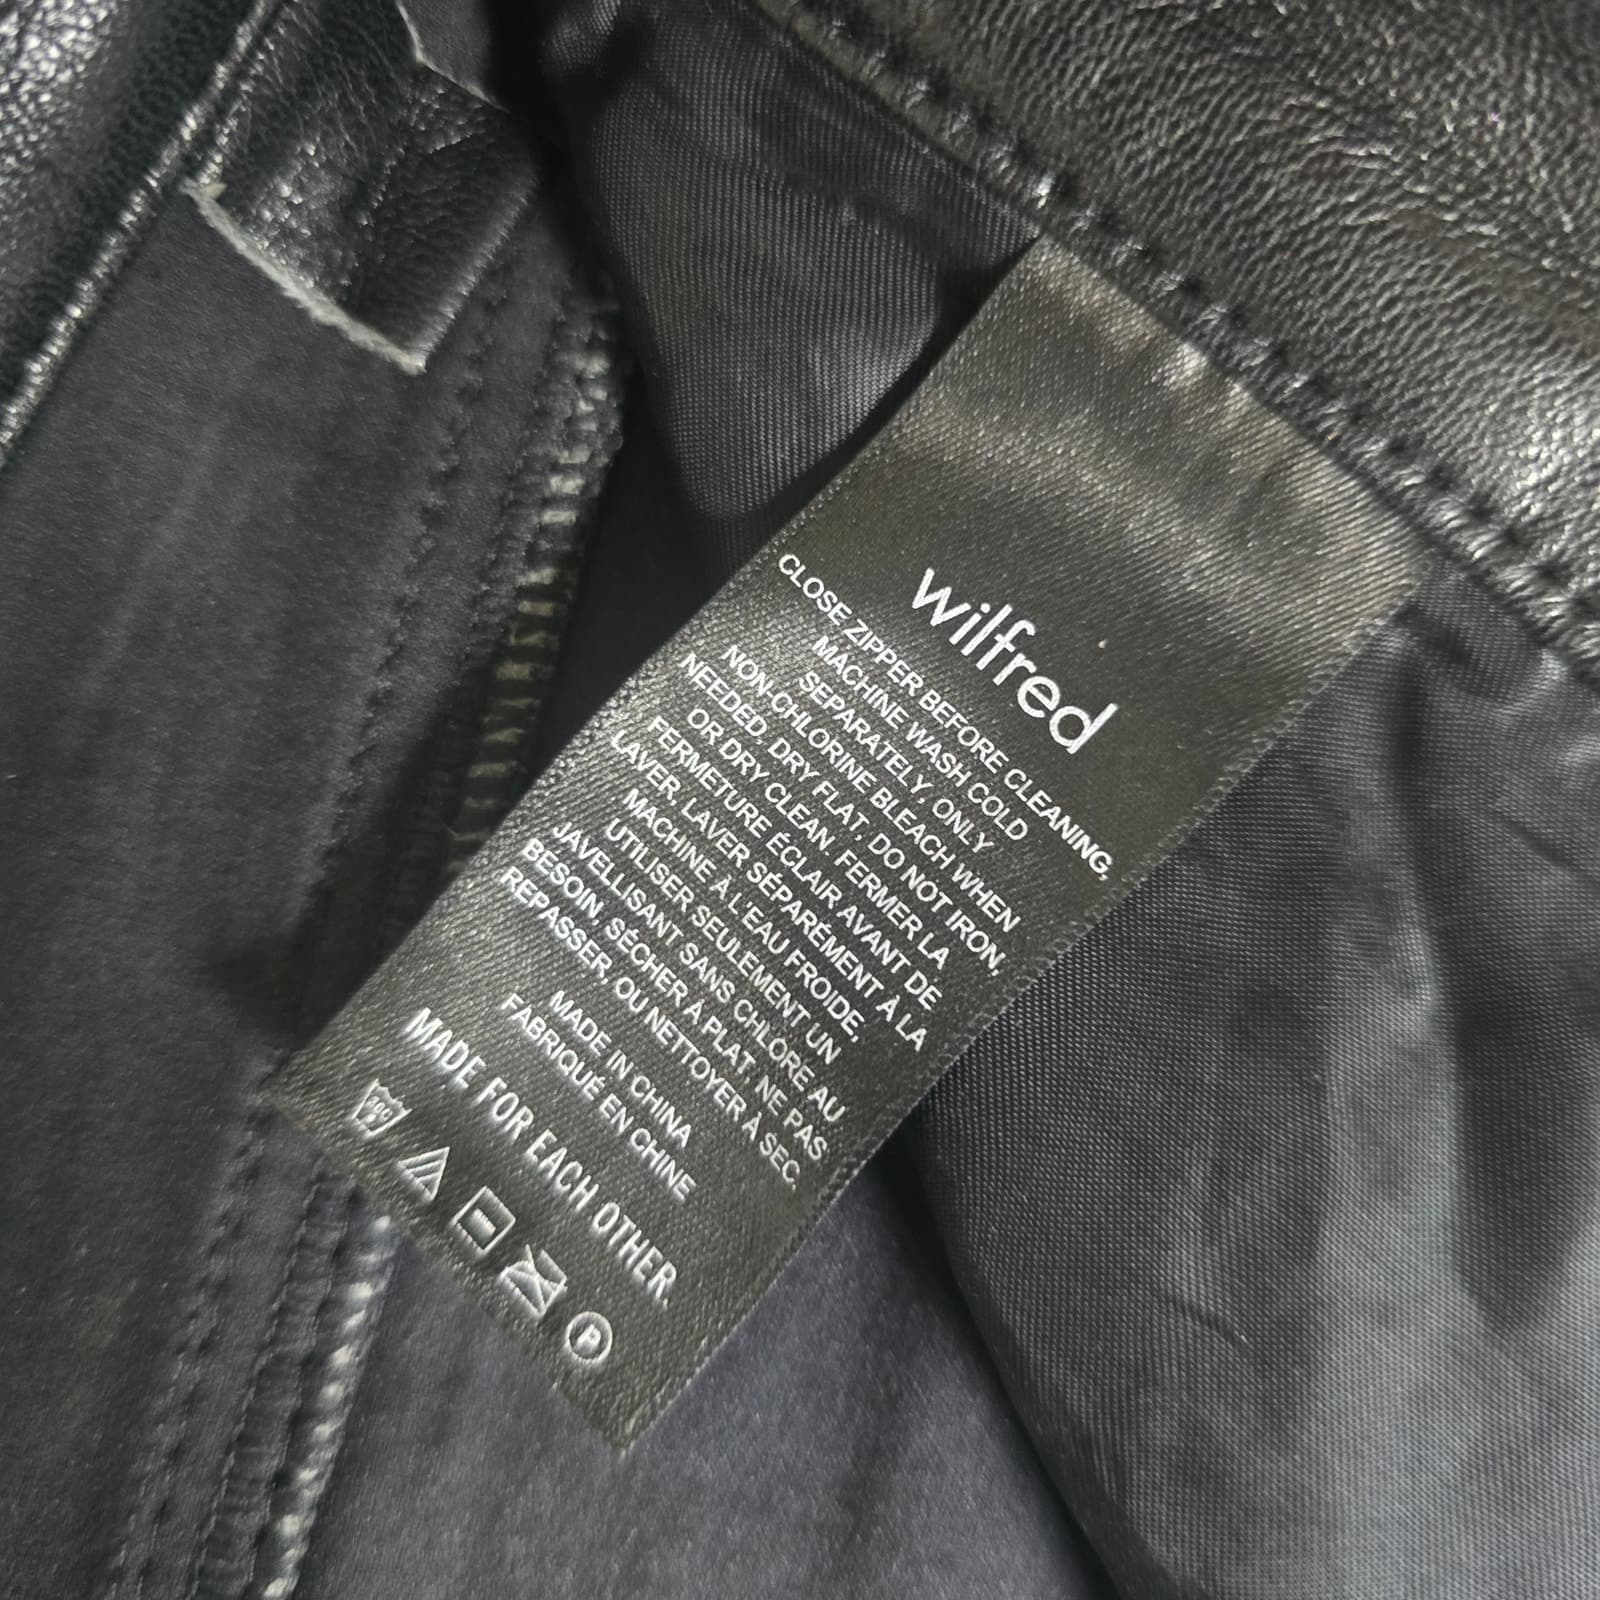 wilfred
CLOSE ZIPPER BEFORE CLEANING,
MACHINE WASH COLD
SEPARATELY, ONLY
NON-CHLORINE BLEACH WHEN
NEEDED, DRY FLAT, DO NOT IRON,
OR DRY CLEAN. FERMER LA
FERMETURE ÉCLAIR AVANT DE
LAVER, LAVER SÉPARÉMENT À LA
MACHINE À L'EAU FROIDE,
UTILISER SEULEMENT UN
JAVELLISANT SANS CHLORE AU
BESOIN, SÉCHER À PLAT, NE PAS
REPASSER, OU NETTOYER À SEC.
MADE IN CHINA
FABRIQUÉ EN CHINE
MADE FOR EACH OTHER.
30C
P